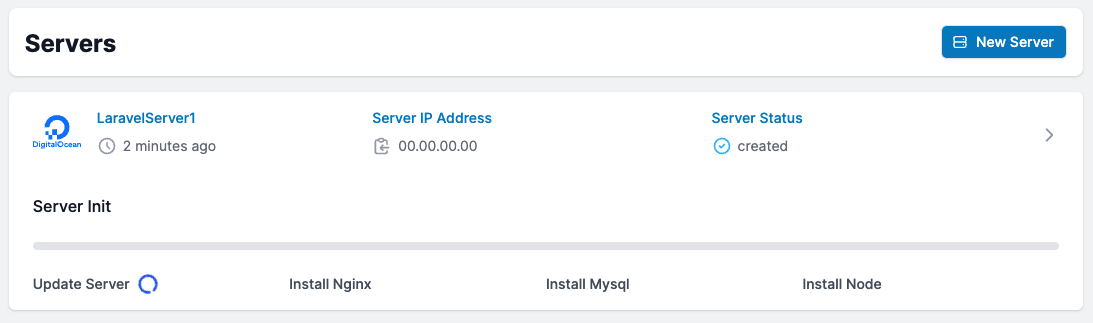 Servers
New Server
LaravelServer1
Server IP Address
Server Status
DigitalOcean
2 minutes ago
00.00.00.00
created
Server Init
Update Server
Install Nginx
Install Mysql
Install Node